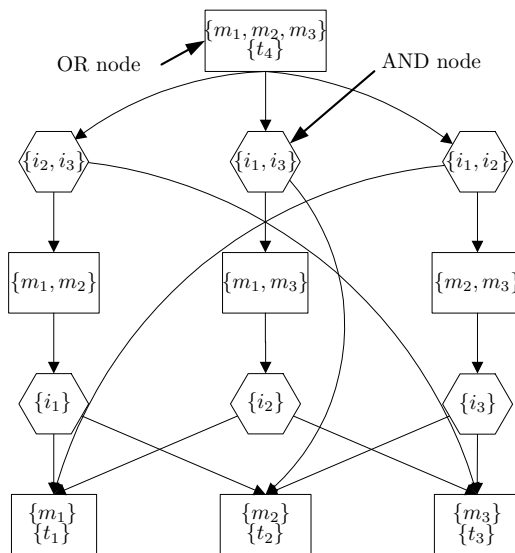 {m₁, m₂, m₃}
{t₄}
OR node
AND node
{i₂, i₃}
{i₁, i₃}
{i₁, i₂}
{m₁, m₂}
{m₁, m₃}
{m₂, m₃}
{i₁}
{i₂}
{i₃}
{m₁}
{t₁}
{m₂}
{t₂}
{m₃}
{t₃}